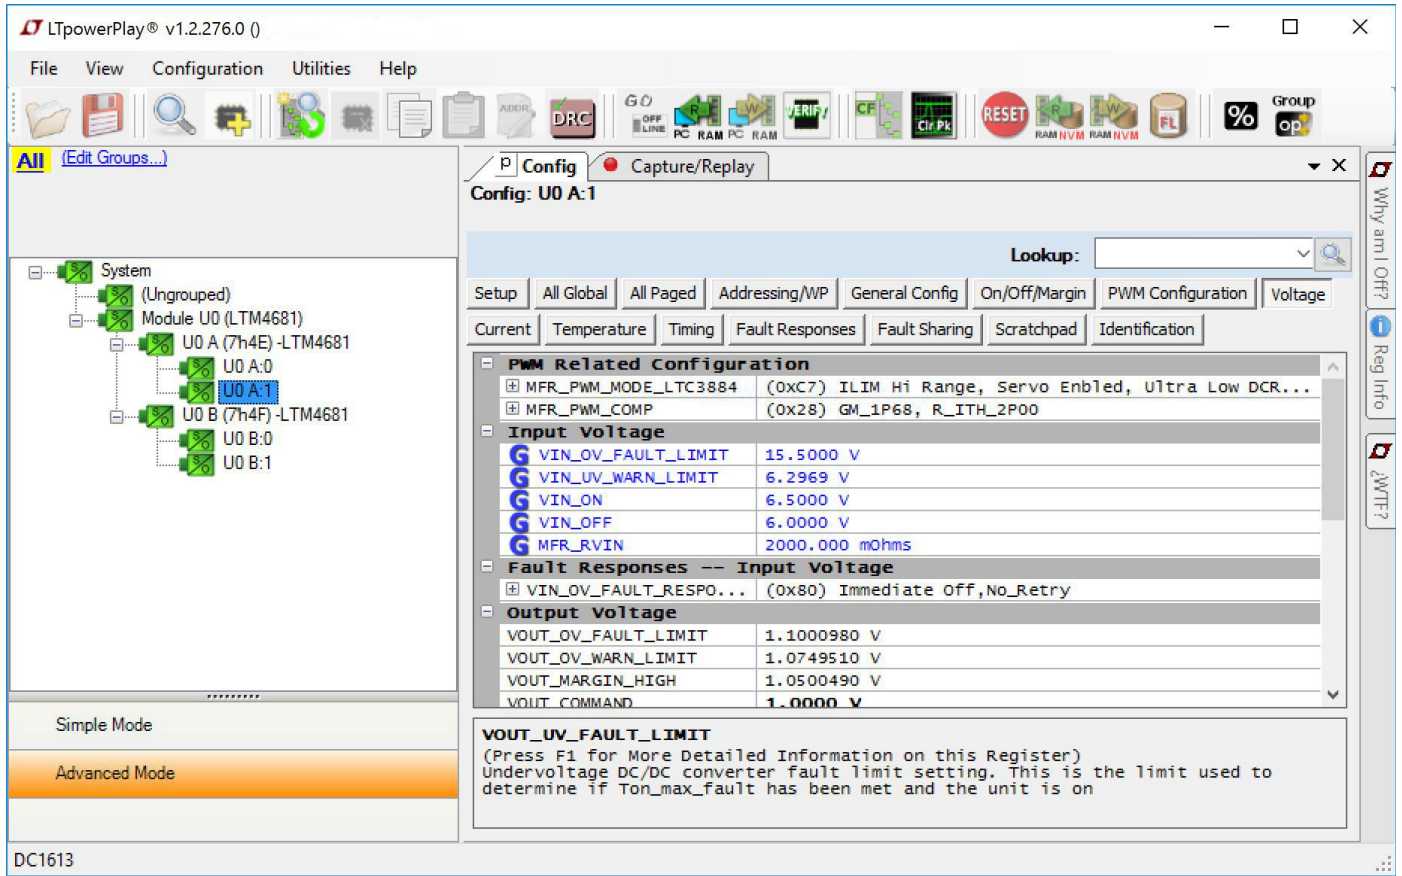 LTpowerPlay® v1.2.276.0 ()
File View Configuration Utilities Help
ADDR DRC GO OFF LINE R PC RAM W PC RAM VERIFY CF Clr Fk RESET R RAM NVM W RAM NVM FL % Group op
All (Edit Groups...)
p Config Capture/Replay
Config: U0 A:1
Lookup:
System
(Ungrouped)
Module U0 (LTM4681)
U0 A (7h4E) -LTM4681
U0 A:0
U0 A:1
U0 B (7h4F) -LTM4681
U0 B:0
U0 B:1
Simple Mode
Advanced Mode
Setup All Global All Paged Addressing/WP General Config On/Off/Margin PWM Configuration Voltage
Current Temperature Timing Fault Responses Fault Sharing Scratchpad Identification
PWM Related Configuration
MFR_PWM_MODE_LTC3884 (0xC7) ILIM Hi Range, Servo Enbled, Ultra Low DCR...
MFR_PWM_COMP (0x28) GM_1P68, R_ITH_2P00
Input Voltage
G VIN_OV_FAULT_LIMIT 15.5000 V
G VIN_UV_WARN_LIMIT 6.2969 V
G VIN_ON 6.5000 V
G VIN_OFF 6.0000 V
G MFR_RVIN 2000.000 mOhms
Fault Responses -- Input Voltage
VIN_OV_FAULT_RESPO... (0x80) Immediate Off,No_Retry
Output Voltage
VOUT_OV_FAULT_LIMIT 1.1000980 V
VOUT_OV_WARN_LIMIT 1.0749510 V
VOUT_MARGIN_HIGH 1.0500490 V
VOUT_COMMAND 1.0000 V
VOUT_UV_FAULT_LIMIT
(Press F1 for More Detailed Information on this Register)
Undervoltage DC/DC converter fault limit setting. This is the limit used to
determine if Ton_max_fault has been met and the unit is on
Why am I Off?
Reg Info
¿WTF?
DC1613